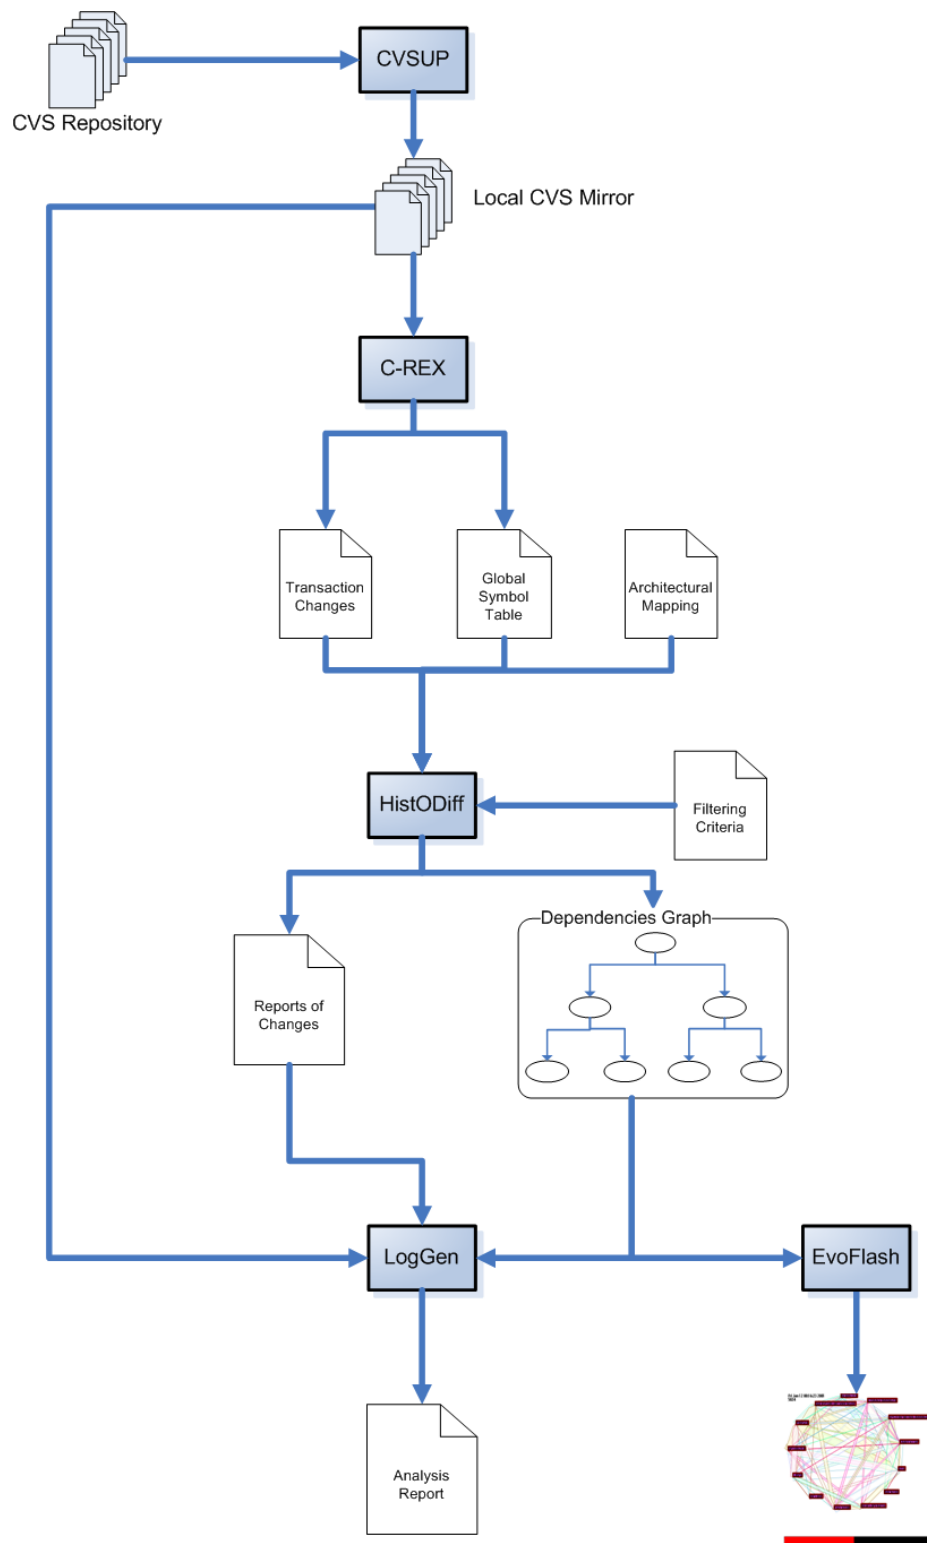 CVSUP
CVS Repository
Local CVS Mirror
C-REX
Transaction
Changes
Global
Symbol
Table
Architectural
Mapping
HistODiff
Filtering
Criteria
Dependencies Graph
Reports of
Changes
LogGen
EvoFlash
Analysis
Report